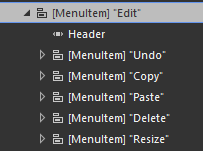 [MenuItem] "Edit"
Header
[MenuItem] "Undo"
[MenuItem] "Copy"
[MenuItem] "Paste"
[MenuItem] "Delete"
[MenuItem] "Resize"